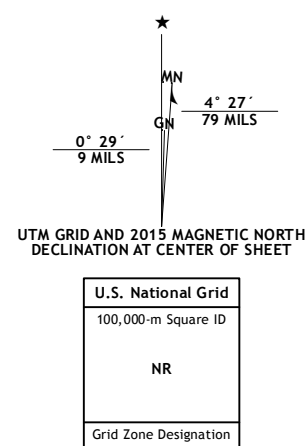 MN
4° 27´
79 MILS
GN
0° 29´
9 MILS
UTM GRID AND 2015 MAGNETIC NORTH
DECLINATION AT CENTER OF SHEET
U.S. National Grid
100,000-m Square ID
NR
Grid Zone Designation